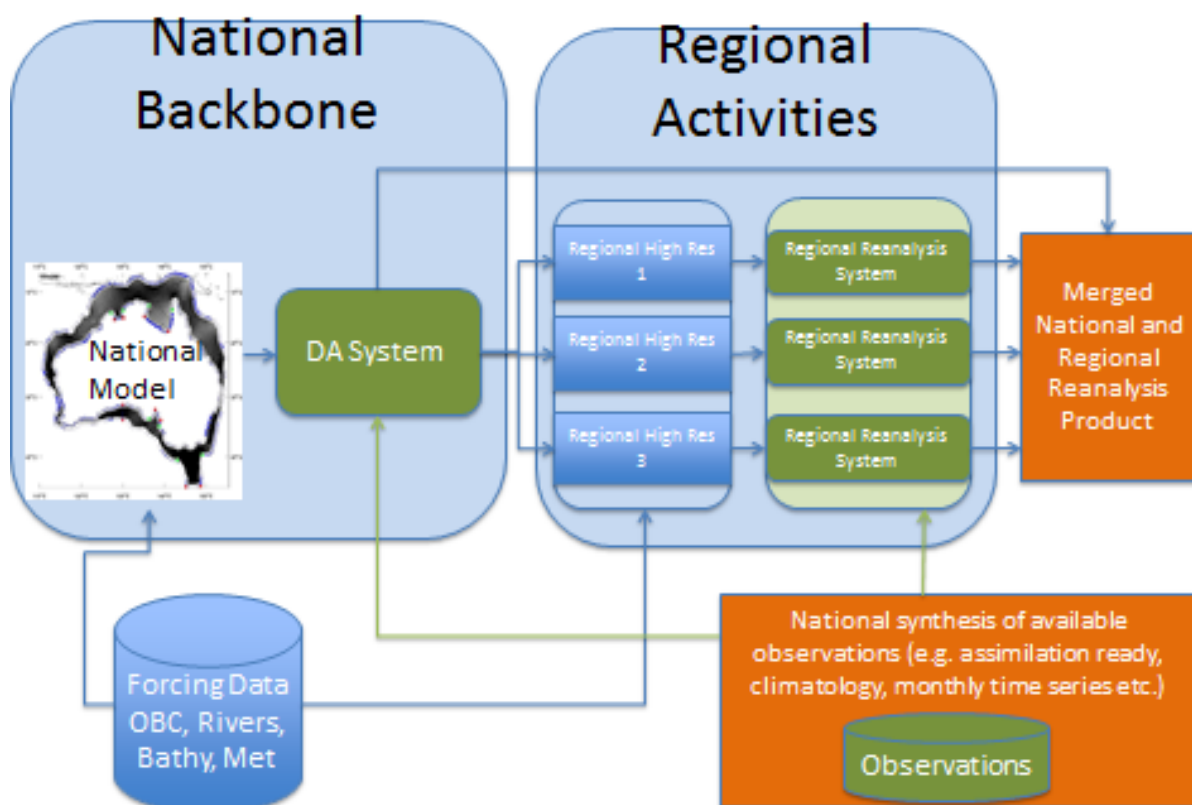 National
Backbone
Regional
Activities
National
Model
DA System
Regional High Res
1
Regional High Res
2
Regional High Res
3
Regional Reanalysis
System
Regional Reanalysis
System
Regional Reanalysis
System
Merged
National and
Regional
Reanalysis
Product
Forcing Data
OBC, Rivers,
Bathy, Met
National synthesis of available
observations (e.g. assimilation ready,
climatology, monthly time series etc.)
Observations